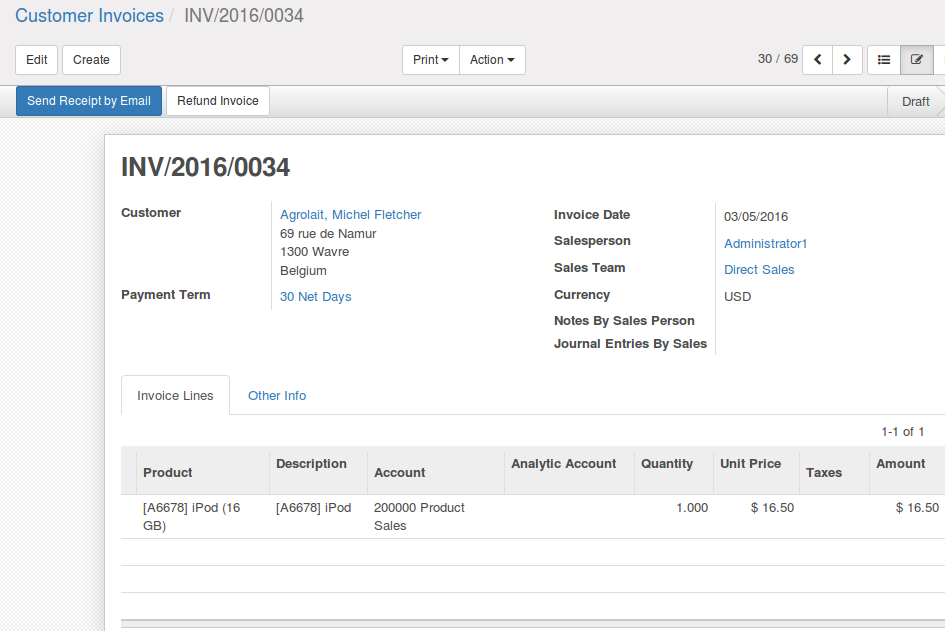 Customer Invoices / INV/2016/0034
Edit Create Print Action 30 / 69
Send Receipt by Email Refund Invoice Draft
INV/2016/0034
Customer Agrolait, Michel Fletcher
69 rue de Namur
1300 Wavre
Belgium
Payment Term 30 Net Days
Invoice Date 03/05/2016
Salesperson Administrator1
Sales Team Direct Sales
Currency USD
Notes By Sales Person
Journal Entries By Sales
Invoice Lines Other Info
1-1 of 1
Product Description Account Analytic Account Quantity Unit Price Taxes Amount
[A6678] iPod (16 GB) [A6678] iPod 200000 Product Sales 1.000 $ 16.50 $ 16.50